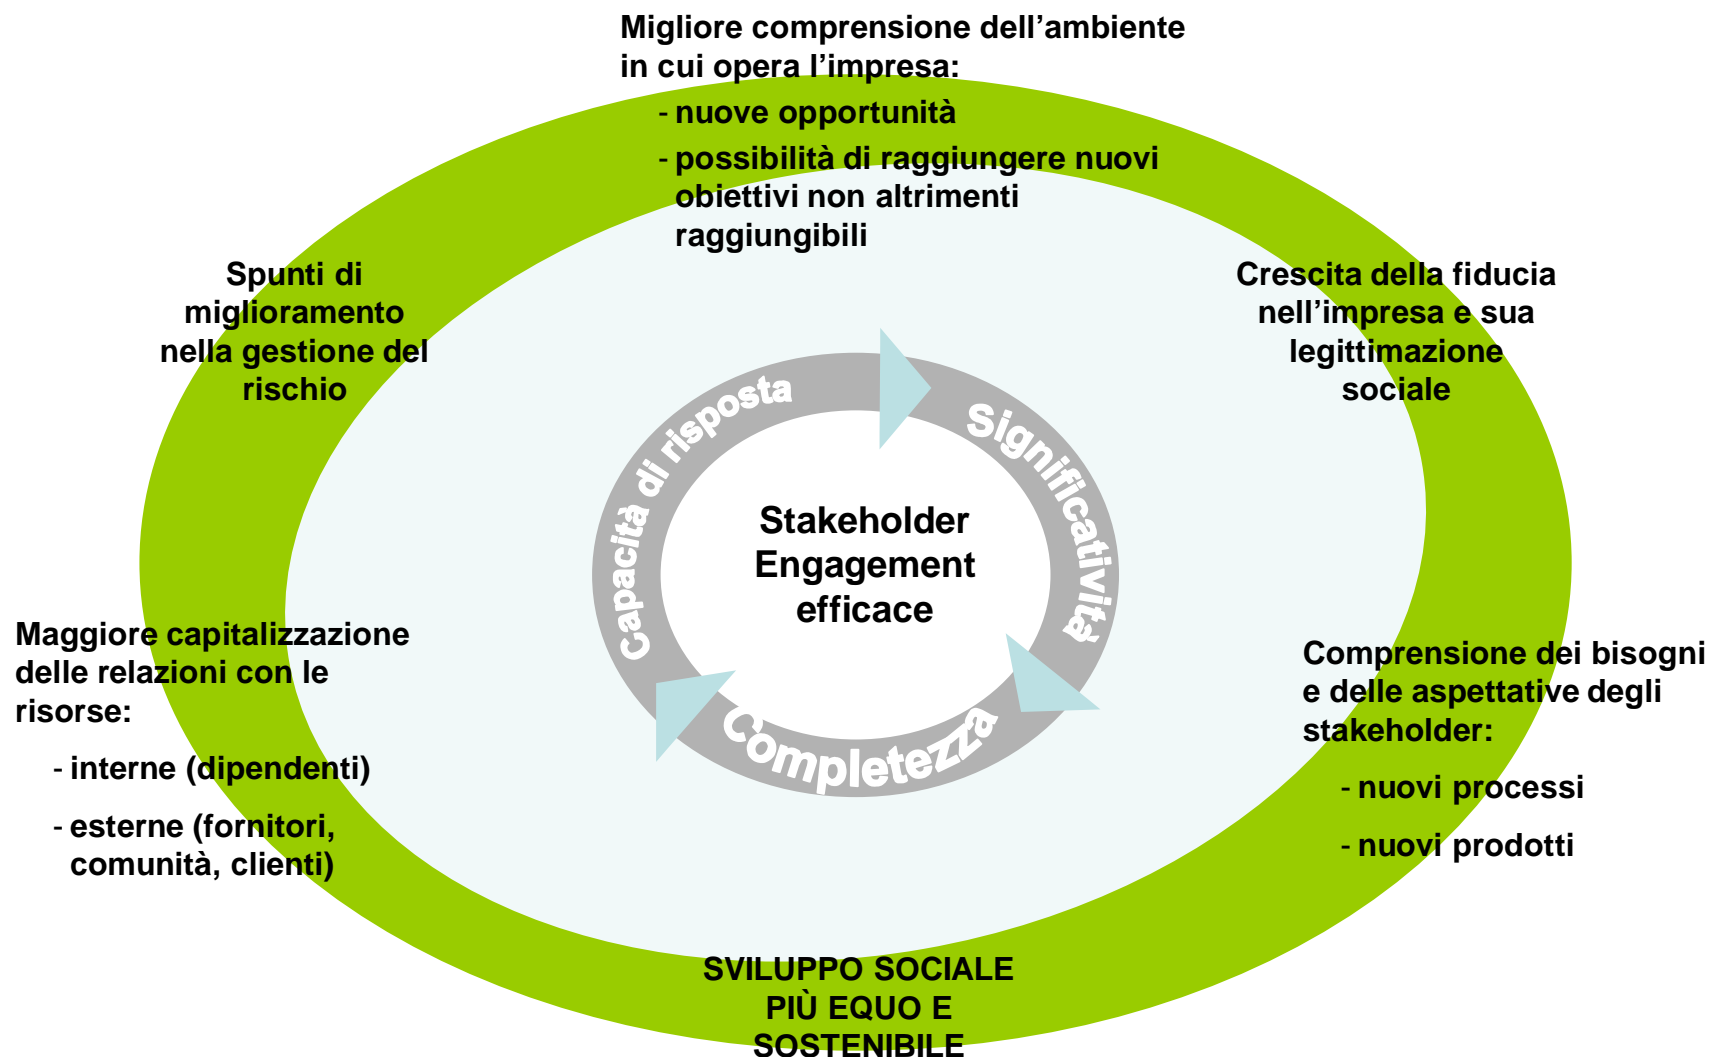 Migliore comprensione dell’ambiente
in cui opera l’impresa:
- nuove opportunità
- possibilità di raggiungere nuovi
obiettivi non altrimenti
raggiungibili
Spunti di
miglioramento
nella gestione del
rischio
Crescita della fiducia
nell’impresa e sua
legittimazione
sociale
Capacità di risposta
Significatività
Completezza
Stakeholder
Engagement
efficace
Maggiore capitalizzazione
delle relazioni con le
risorse:
- interne (dipendenti)
- esterne (fornitori,
comunità, clienti)
Comprensione dei bisogni
e delle aspettative degli
stakeholder:
- nuovi processi
- nuovi prodotti
SVILUPPO SOCIALE
PIÙ EQUO E
SOSTENIBILE